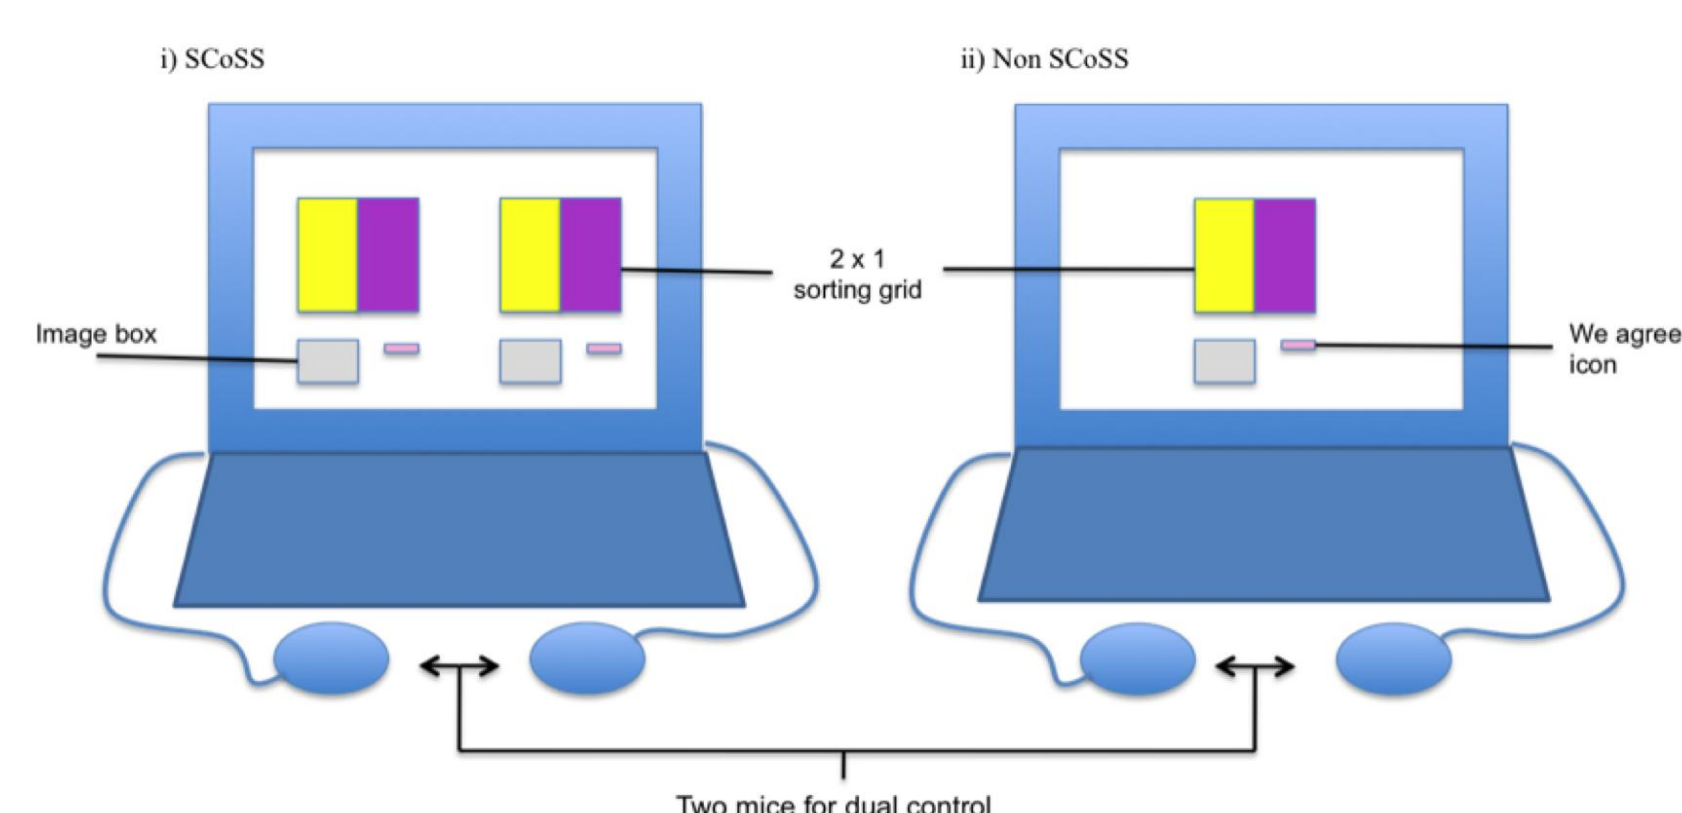 i) SCoSS
ii) Non SCoSS
2 x 1
sorting grid
Image box
We agree
icon
Two mice for dual control